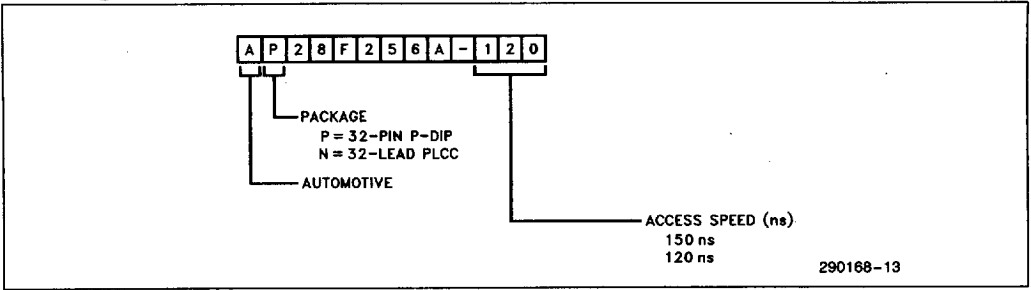 AP28F256A-120
PACKAGE
P = 32-PIN P-DIP
N = 32-LEAD PLCC
AUTOMOTIVE
ACCESS SPEED (ns)
150 ns
120 ns
290168-13